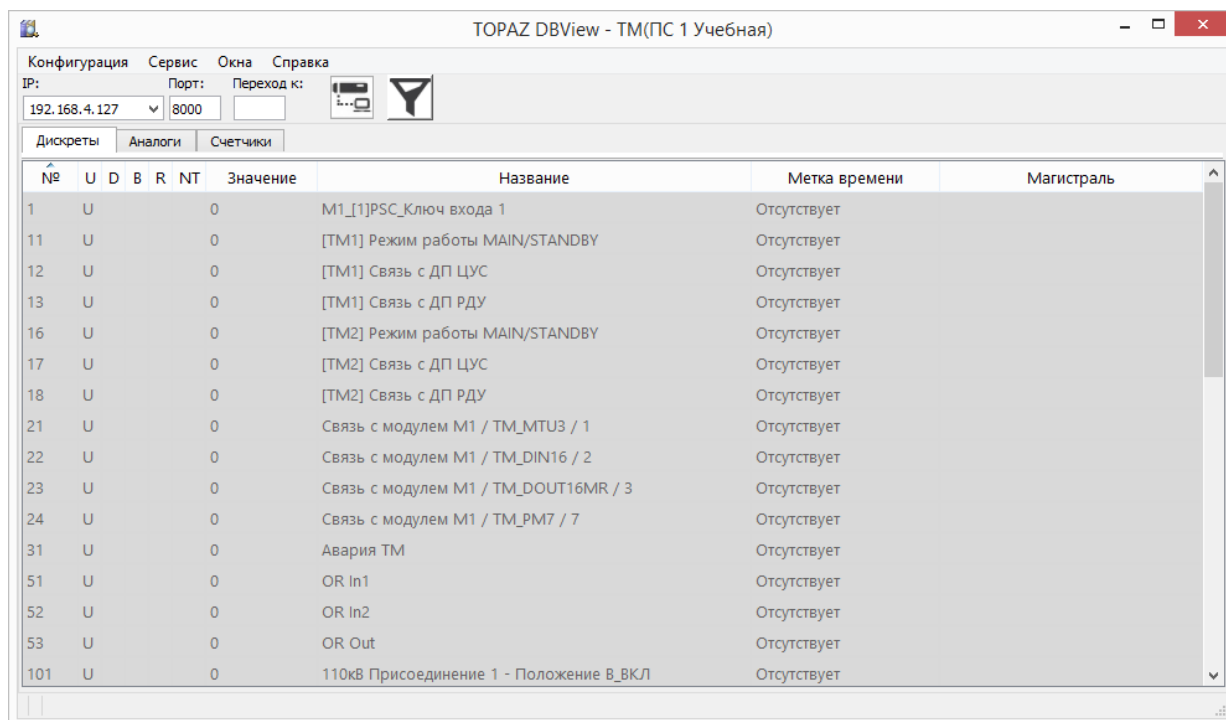 TOPAZ DBView - TM(ПС 1 Учебная)
Конфигурация Сервис Окна Справка
IP: Порт: Переход к:
192.168.4.127 8000
Дискреты Аналоги Счетчики
№ U D B R NT Значение Название Метка времени Магистраль
1 U 0 M1_[1]PSC_Ключ входа 1 Отсутствует
11 U 0 [TM1] Режим работы MAIN/STANDBY Отсутствует
12 U 0 [TM1] Связь с ДП ЦУС Отсутствует
13 U 0 [TM1] Связь с ДП РДУ Отсутствует
16 U 0 [TM2] Режим работы MAIN/STANDBY Отсутствует
17 U 0 [TM2] Связь с ДП ЦУС Отсутствует
18 U 0 [TM2] Связь с ДП РДУ Отсутствует
21 U 0 Связь с модулем M1 / TM_MTU3 / 1 Отсутствует
22 U 0 Связь с модулем M1 / TM_DIN16 / 2 Отсутствует
23 U 0 Связь с модулем M1 / TM_DOUT16MR / 3 Отсутствует
24 U 0 Связь с модулем M1 / TM_PM7 / 7 Отсутствует
31 U 0 Авария ТМ Отсутствует
51 U 0 OR In1 Отсутствует
52 U 0 OR In2 Отсутствует
53 U 0 OR Out Отсутствует
101 U 0 110кВ Присоединение 1 - Положение В_ВКЛ Отсутствует